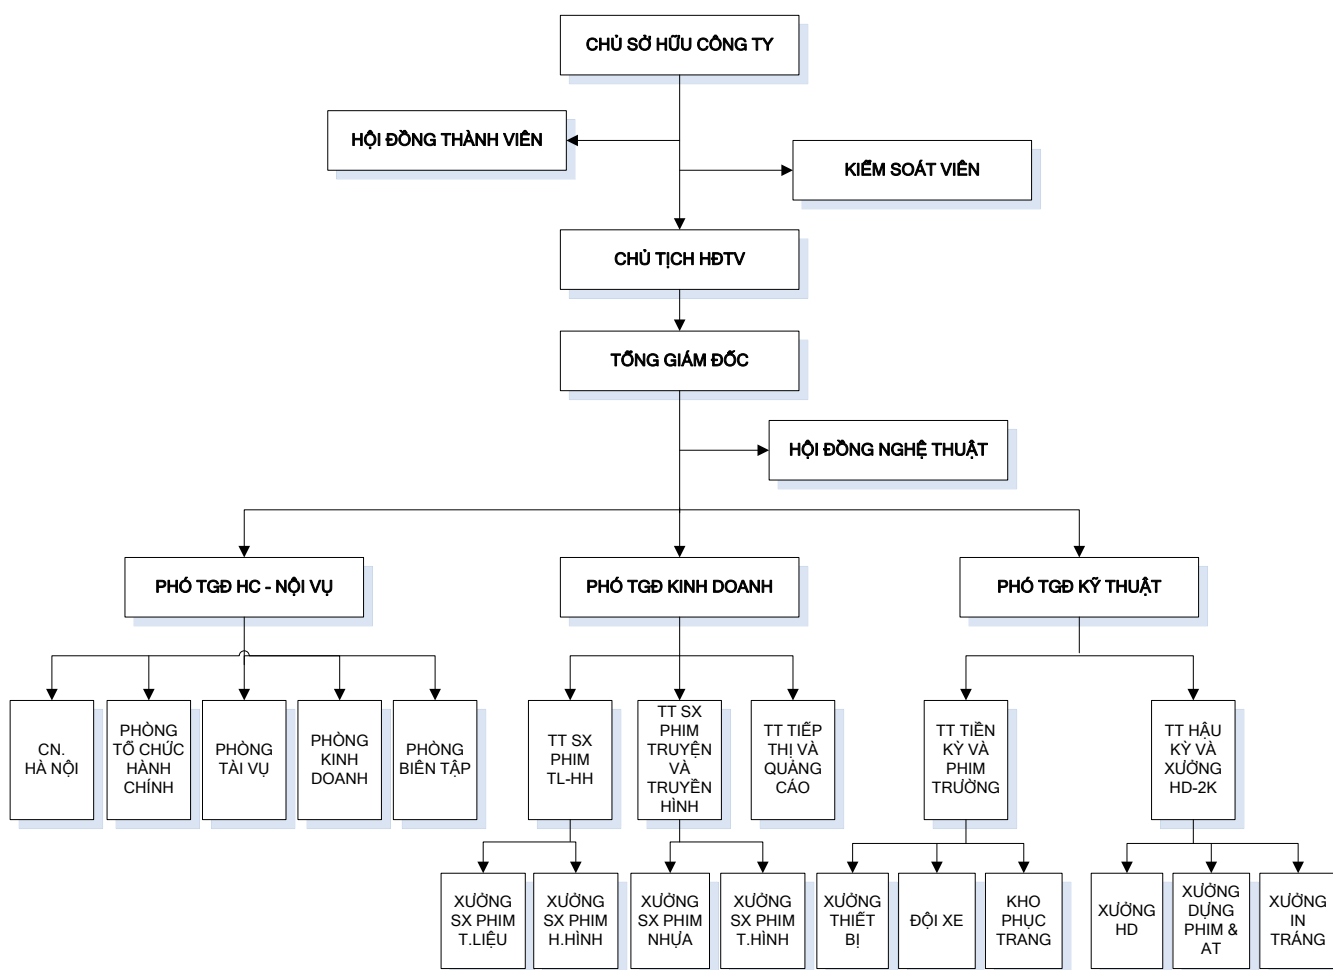 CHỦ SỞ HỮU CÔNG TY
HỘI ĐỒNG THÀNH VIÊN
KIỂM SOÁT VIÊN
CHỦ TỊCH HĐTV
TỔNG GIÁM ĐỐC
HỘI ĐỒNG NGHỆ THUẬT
PHÓ TGĐ HC - NỘI VỤ
PHÓ TGĐ KINH DOANH
PHÓ TGĐ KỸ THUẬT
CN.
HÀ NỘI
PHÒNG
TỔ CHỨC
HÀNH
CHÍNH
PHÒNG
TÀI VỤ
PHÒNG
KINH
DOANH
PHÒNG
BIÊN TẬP
TT SX
PHIM
TL-HH
TT SX
PHIM
TRUYỆN
VÀ
TRUYỀN
HÌNH
TT TIẾP
THỊ VÀ
QUẢNG
CÁO
TT TIỀN
KỲ VÀ
PHIM
TRƯỜNG
TT HẬU
KỲ VÀ
XƯỞNG
HD-2K
XƯỞNG
SX PHIM
T.LIỆU
XƯỞNG
SX PHIM
H.HÌNH
XƯỞNG
SX PHIM
NHỰA
XƯỞNG
SX PHIM
T.HÌNH
XƯỞNG
THIẾT
BỊ
ĐỘI XE
KHO
PHỤC
TRANG
XƯỞNG
HD
XƯỞNG
DỰNG
PHIM &
AT
XƯỞNG
IN
TRÁNG